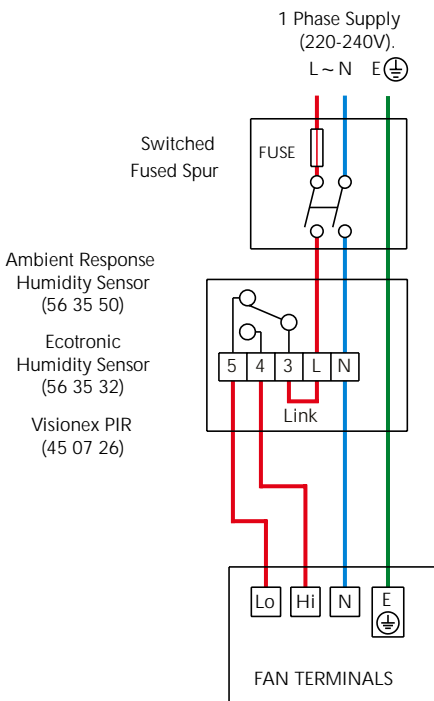 1 Phase Supply
(220-240V).
L ~ N E
Switched
Fused Spur
FUSE
Ambient Response
Humidity Sensor
(56 35 50)
Ecotronic
Humidity Sensor
(56 35 32)
Visionex PIR
(45 07 26)
5 4 3 L N
Link
Lo Hi N E
FAN TERMINALS